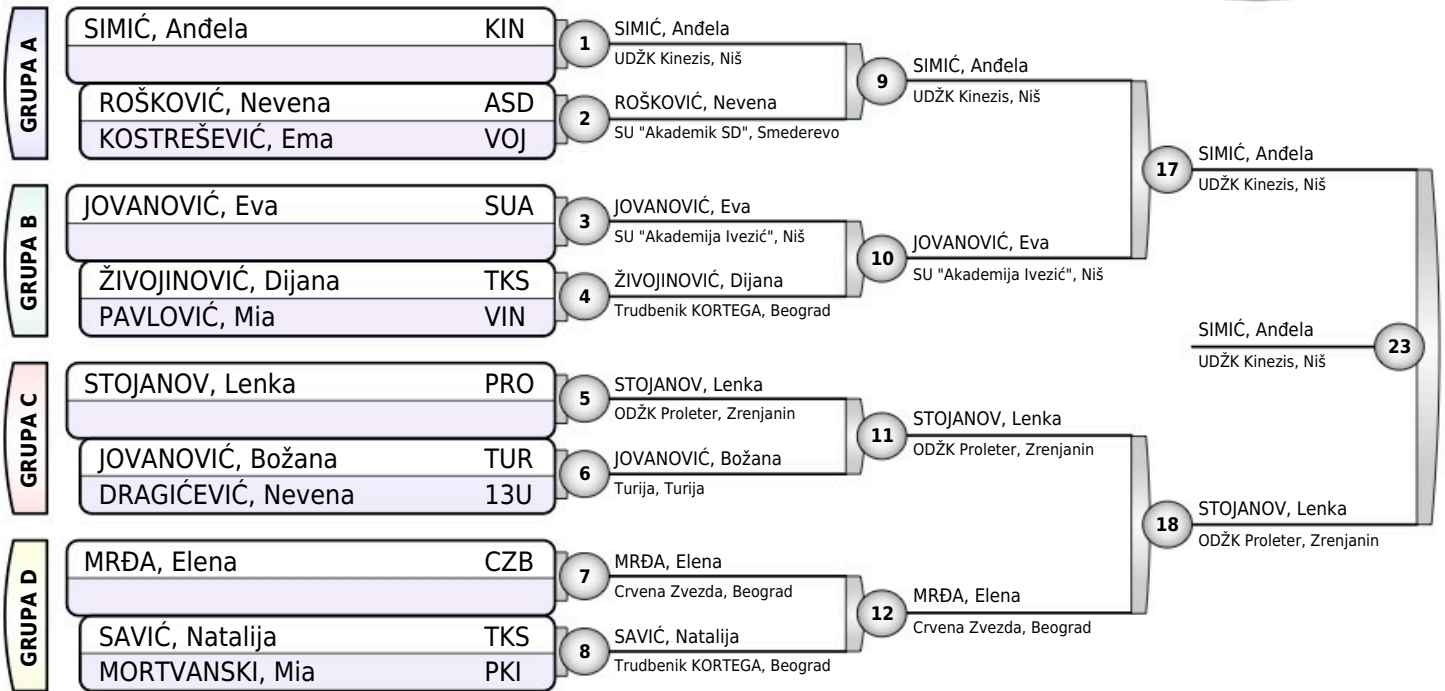 GRUPA A
SIMIĆ, Anđela KIN
ROŠKOVIĆ, Nevena ASD
KOSTREŠEVIĆ, Ema VOJ
GRUPA B
JOVANOVIĆ, Eva SUA
ŽIVOJINOVIĆ, Dijana TKS
PAVLOVIĆ, Mia VIN
GRUPA C
STOJANOV, Lenka PRO
JOVANOVIĆ, Božana TUR
DRAGIĆEVIĆ, Nevena 13U
GRUPA D
MRĐA, Elena CZB
SAVIĆ, Natalija TKS
MORTVANSKI, Mia PKI
1
SIMIĆ, Anđela
UDŽK Kinezis, Niš
2
ROŠKOVIĆ, Nevena
SU "Akademik SD", Smederevo
3
JOVANOVIĆ, Eva
SU "Akademija Ivezić", Niš
4
ŽIVOJINOVIĆ, Dijana
Trudbenik KORTEGA, Beograd
5
STOJANOV, Lenka
ODŽK Proleter, Zrenjanin
6
JOVANOVIĆ, Božana
Turija, Turija
7
MRĐA, Elena
Crvena Zvezda, Beograd
8
SAVIĆ, Natalija
Trudbenik KORTEGA, Beograd
9
SIMIĆ, Anđela
UDŽK Kinezis, Niš
10
JOVANOVIĆ, Eva
SU "Akademija Ivezić", Niš
11
STOJANOV, Lenka
ODŽK Proleter, Zrenjanin
12
MRĐA, Elena
Crvena Zvezda, Beograd
17
SIMIĆ, Anđela
UDŽK Kinezis, Niš
18
STOJANOV, Lenka
ODŽK Proleter, Zrenjanin
SIMIĆ, Anđela
UDŽK Kinezis, Niš
23